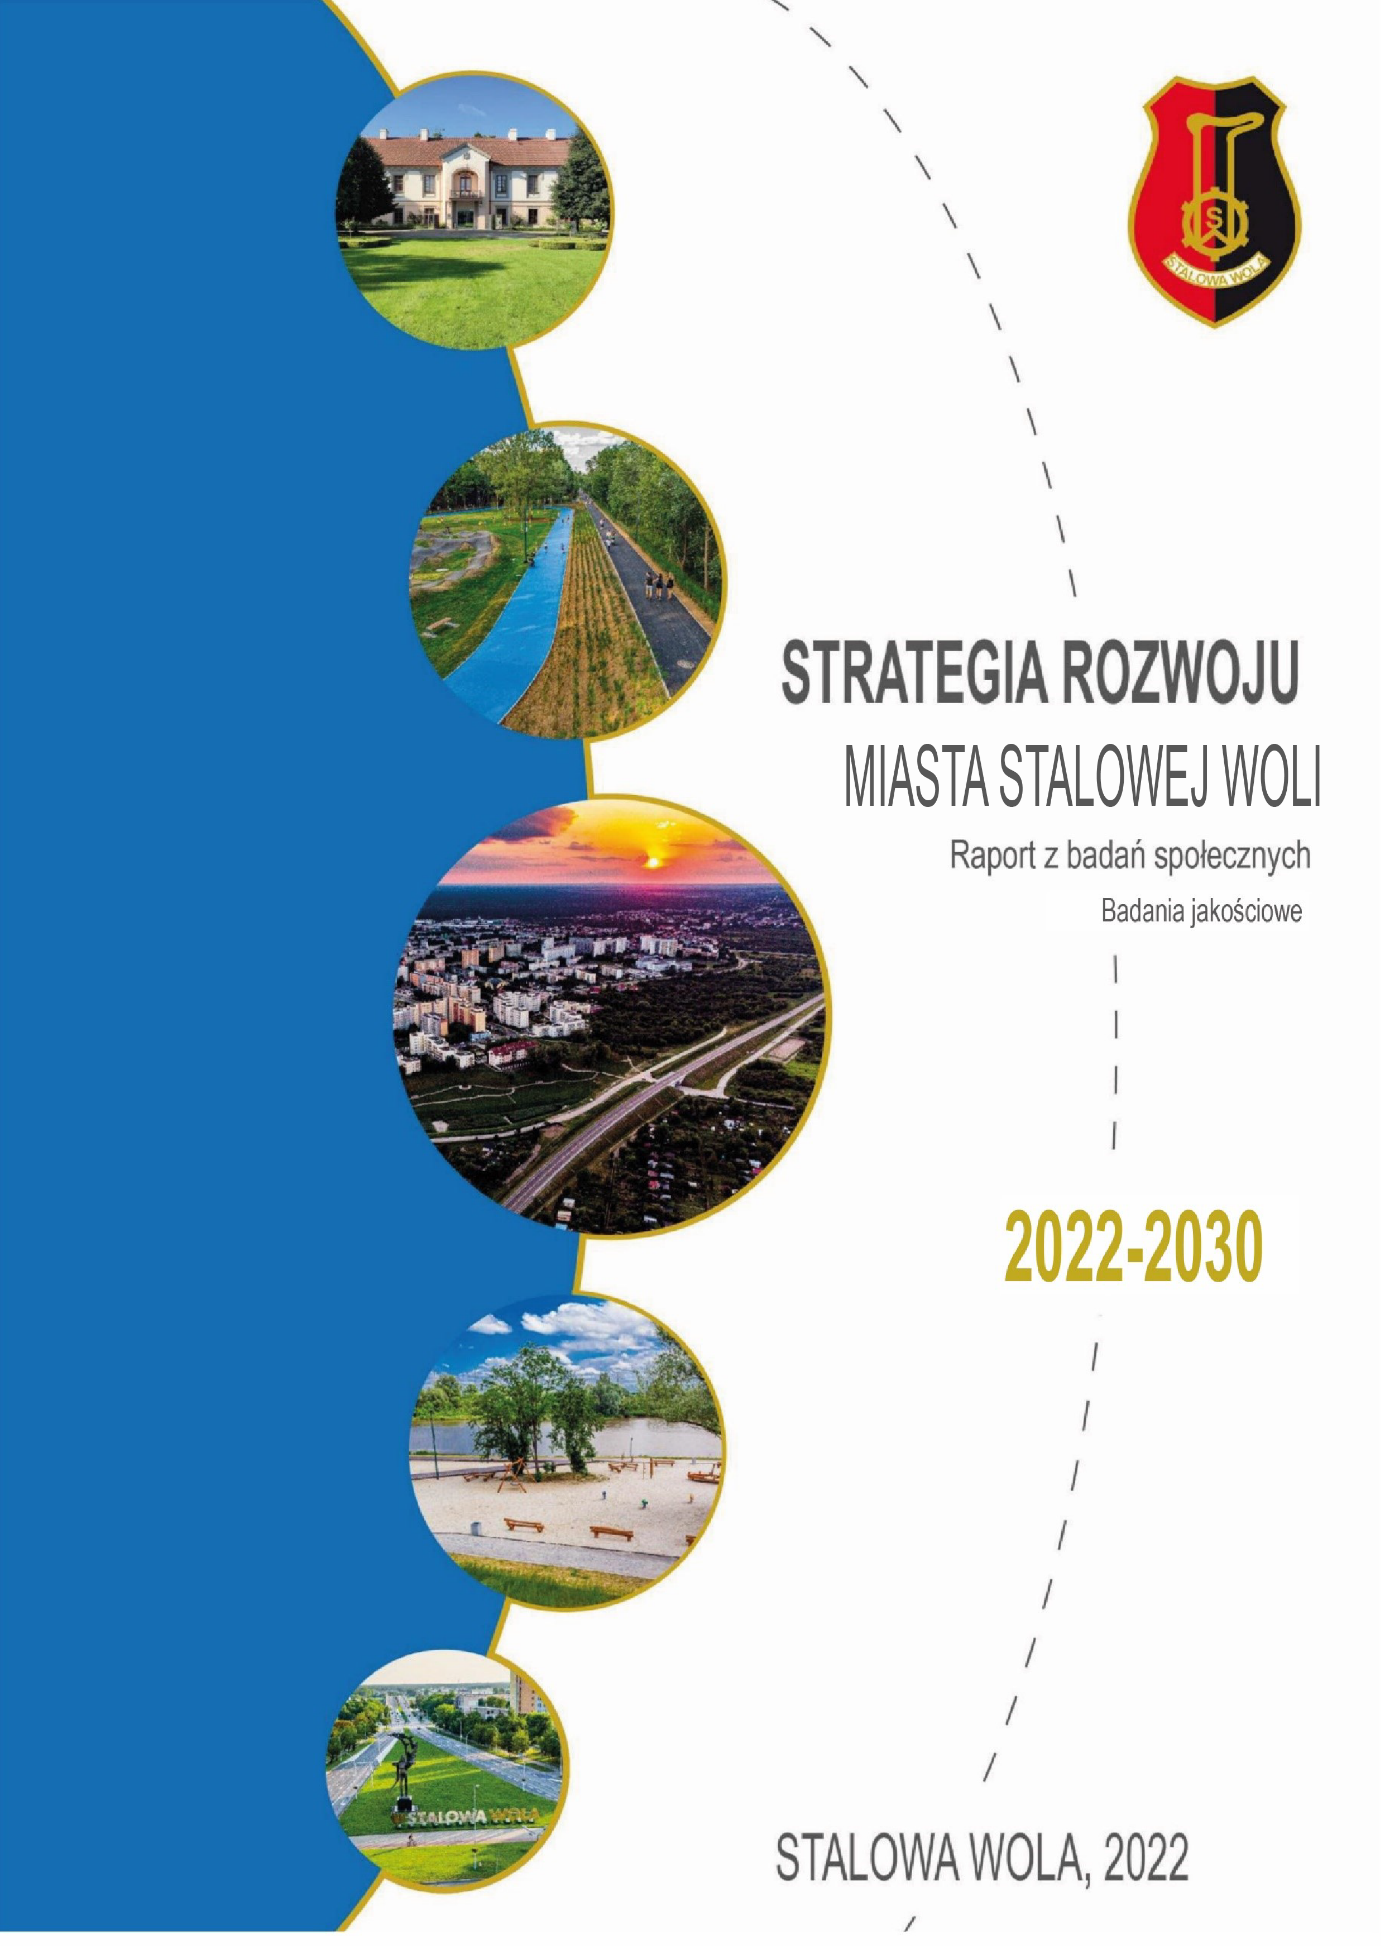 S
STALOWA WOLA
STRATEGIA ROZWOJU
MIASTA STALOWEJ WOLI
Raport z badań społecznych
Badania jakościowe
2022-2030
STALOWA WOLA
STALOWA WOLA, 2022